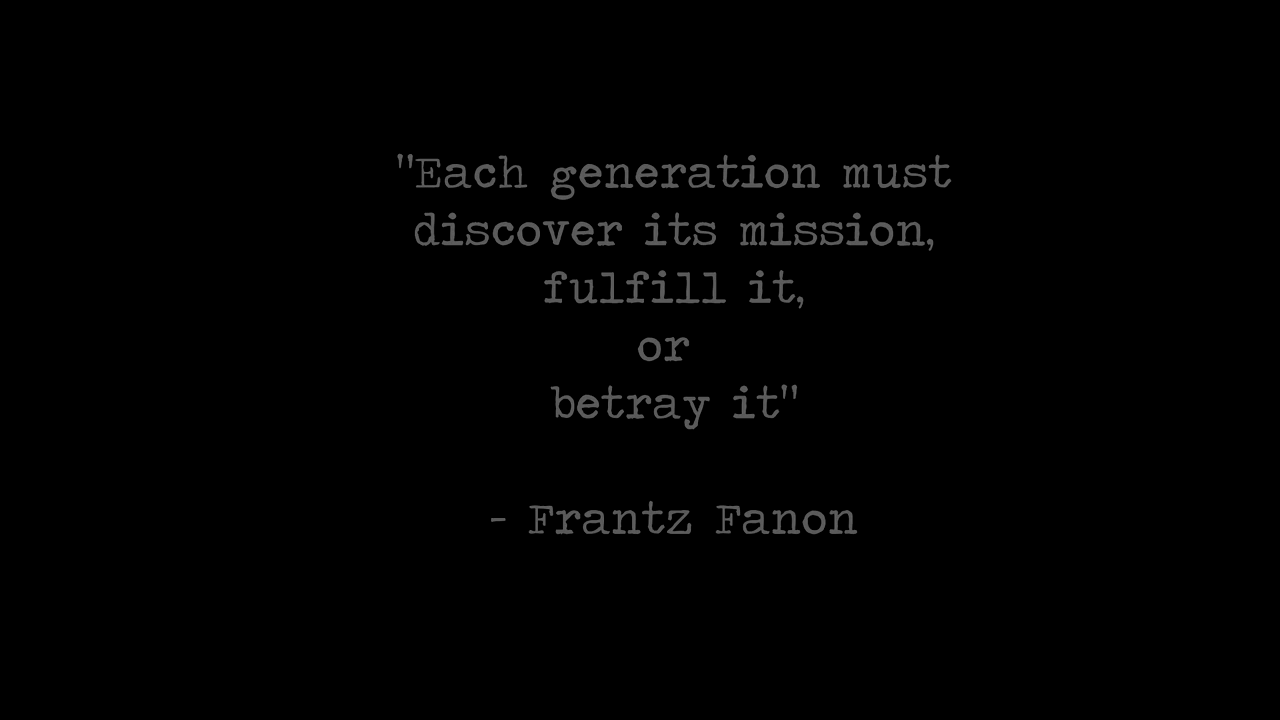 "Each generation must
discover its mission,
fulfill it,
or
betray it"
- Frantz Fanon